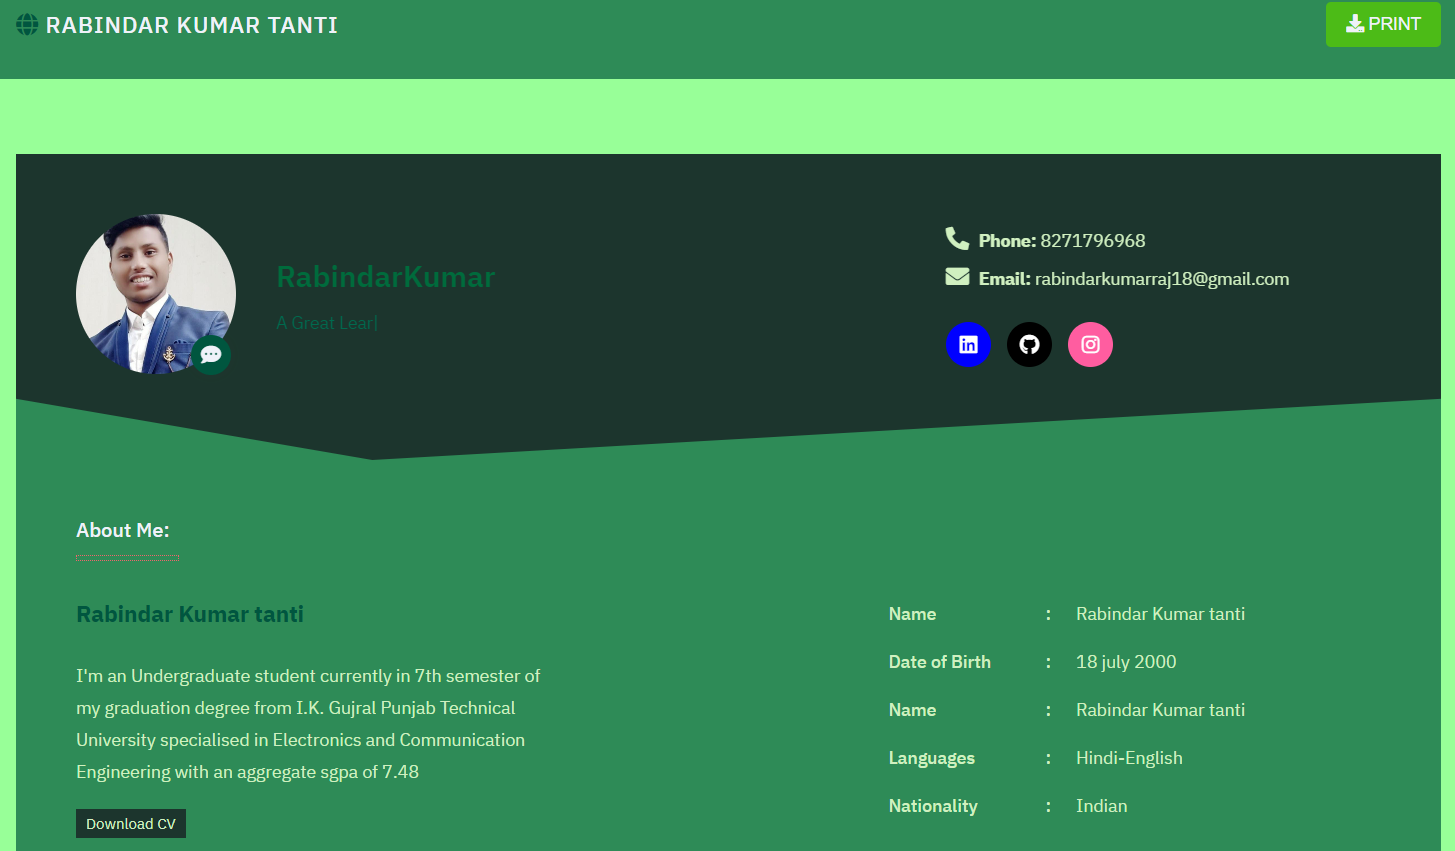 RABINDAR KUMAR TANTI
PRINT
RabindarKumar
A Great Lear|
Phone: 8271796968
Email: rabindarkumarraj18@gmail.com
in
About Me:
Rabindar Kumar tanti
I'm an Undergraduate student currently in 7th semester of
my graduation degree from I.K. Gujral Punjab Technical
University specialised in Electronics and Communication
Engineering with an aggregate sgpa of 7.48
Download CV
Name : Rabindar Kumar tanti
Date of Birth : 18 july 2000
Name : Rabindar Kumar tanti
Languages : Hindi-English
Nationality : Indian